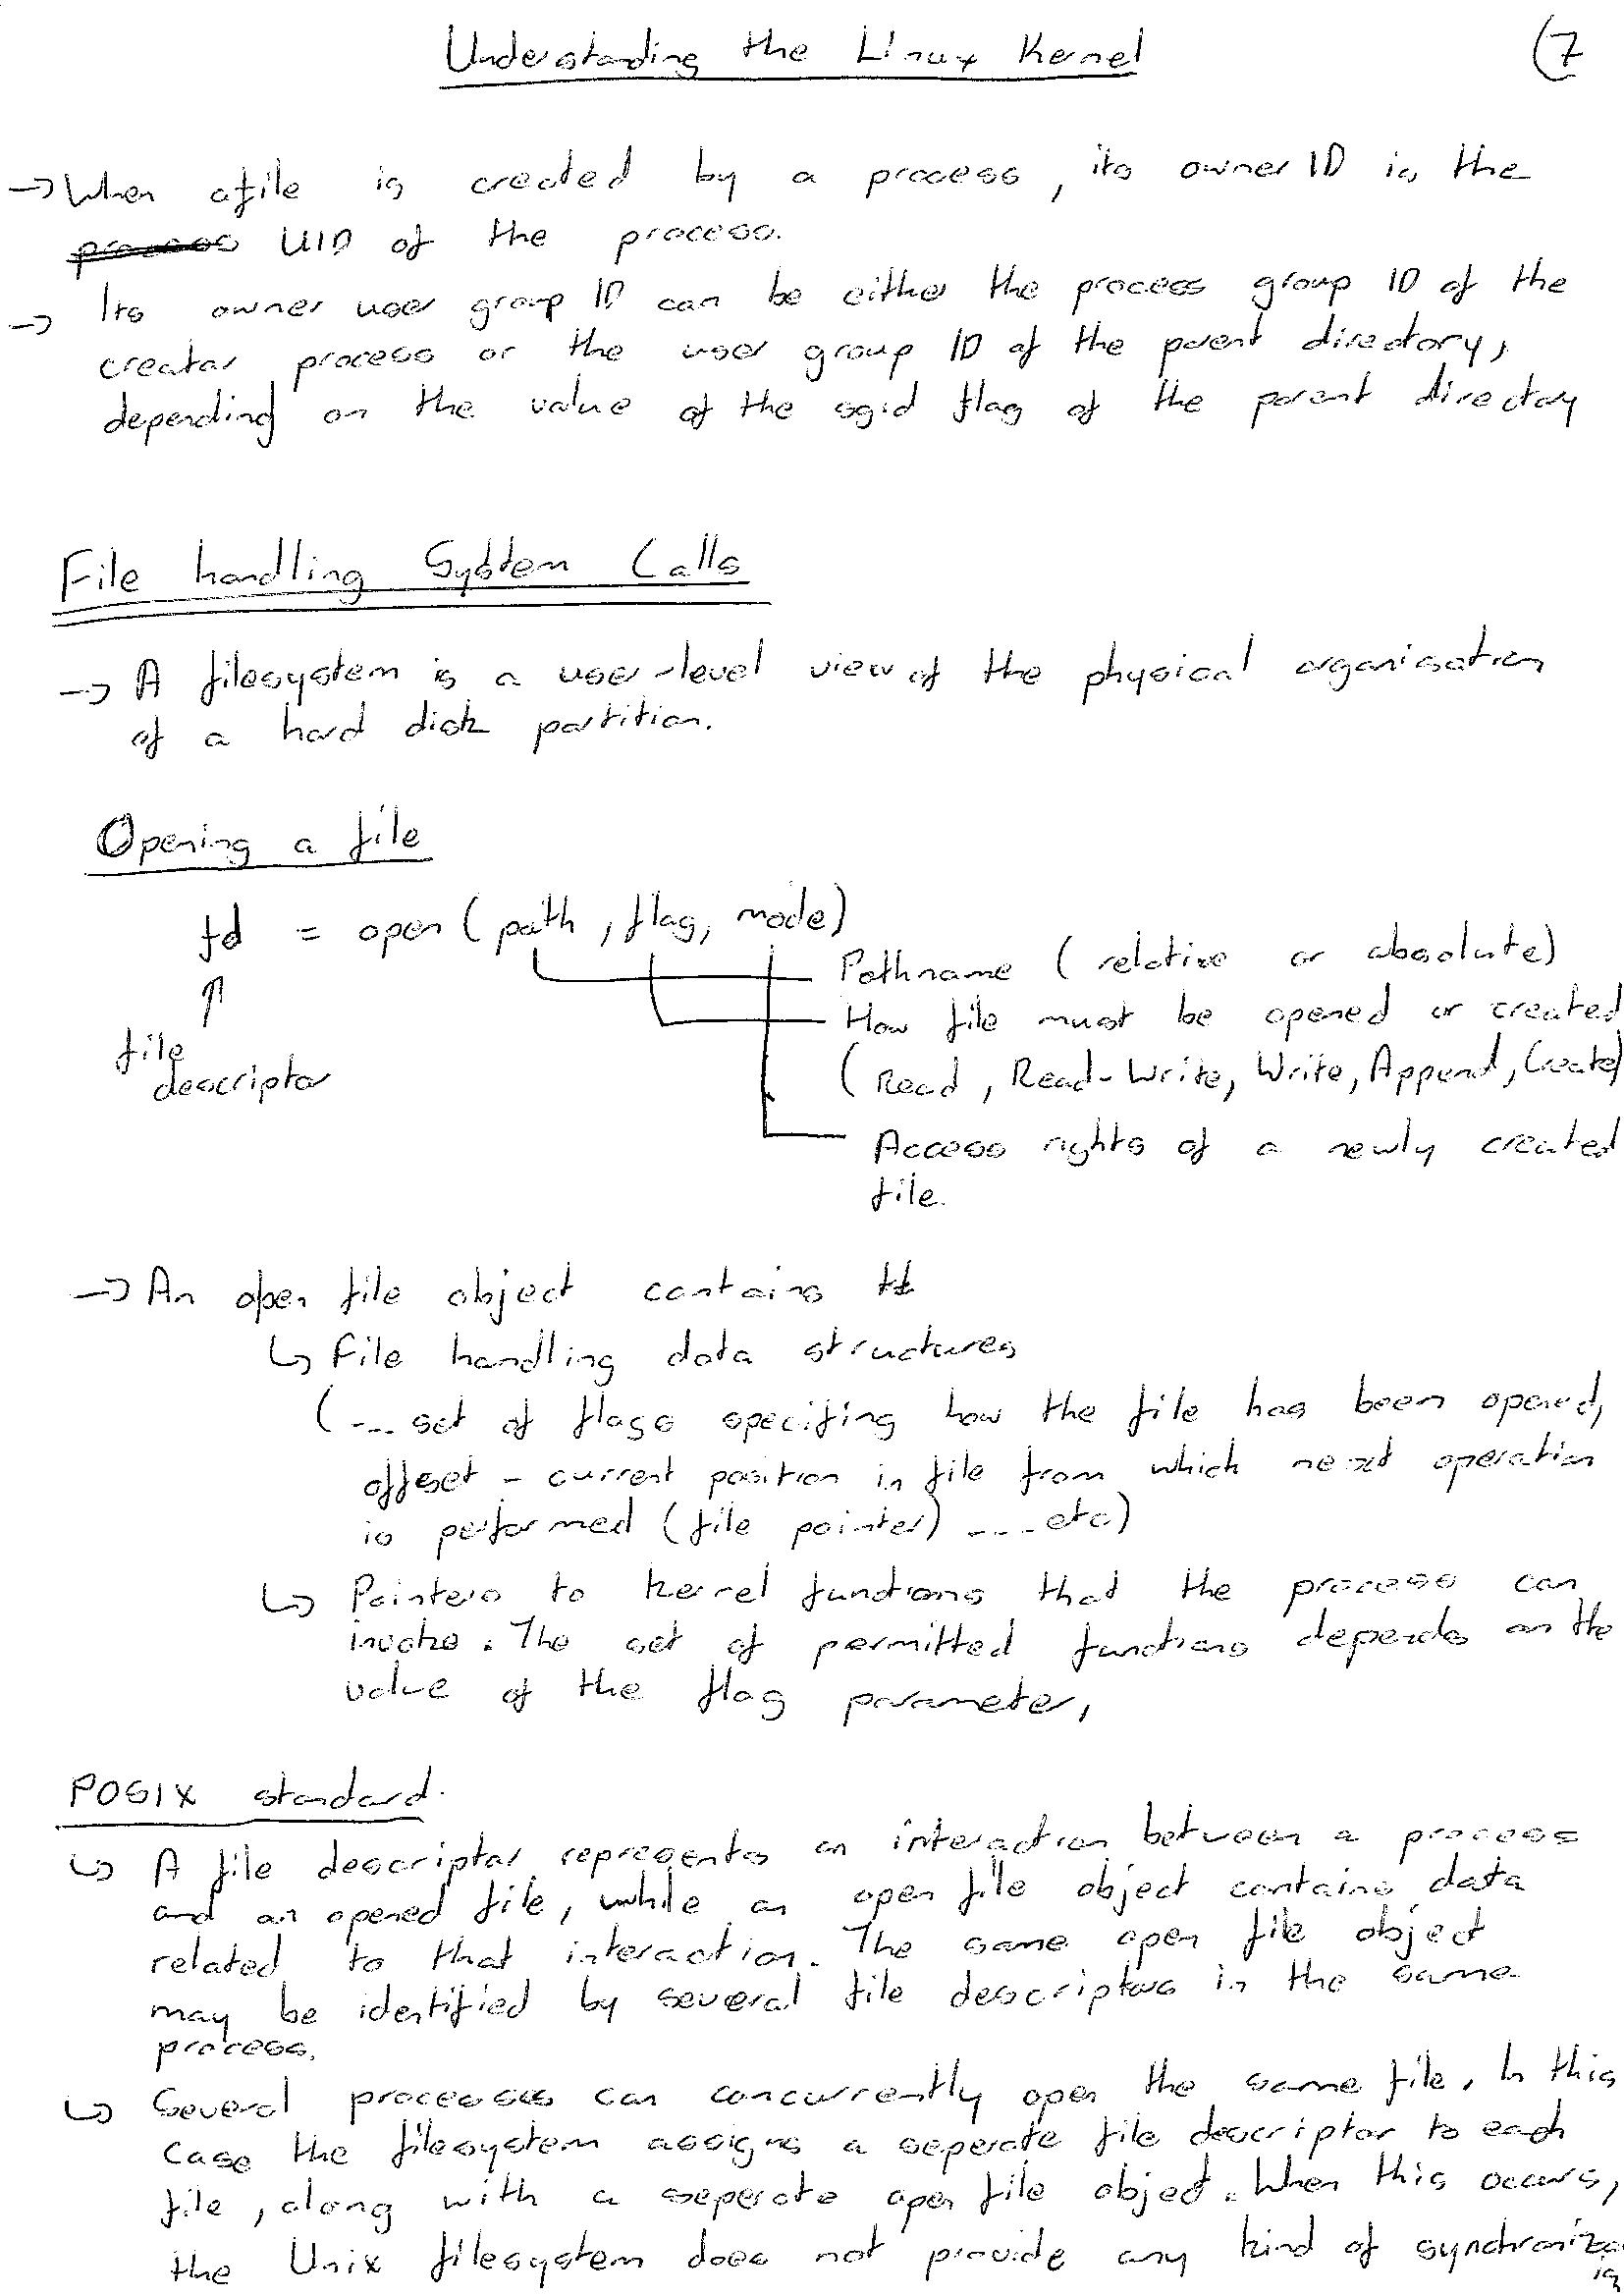 Understanding the Linux Kernel
(7
→ When a file is created by a process, its owner ID is the
process UID of the process.
→ Its owner user group ID can be either the process group ID of the
creator process or the user group ID of the parent directory,
depending on the value of the sgid flag of the parent directory
File handling System Calls
→ A filesystem is a user-level view of the physical organisation
of a hard disk partition.
Opening a file
fd = open (path, flag, mode)
Pathname (relative or absolute)
↑
How file must be opened or created
file
descriptor
(Read, Read-Write, Write, Append, Create)
Access rights of a newly created
file.
→ An open file object contains
↳ File handling data structures
(... set of flags specifing how the file has been opened,
offset - current position in file from which next operation
is performed (file pointer) .... etc)
↳ Pointers to kernel functions that the process can
invoke. The set of permitted functions depends on the
value of the flag parameter,
POSIX standard.
↳ A file descriptor represents an interaction between a process
and an opened file, while an open file object contains data
related to that interaction. The same open file object
may be identified by several file descriptors in the same
process.
↳ Several processes can concurrently open the same file. In this
case the filesystem assigns a seperate file descriptor to each
file, along with a seperate open file object. When this occurs,
the Unix filesystem does not provide any kind of